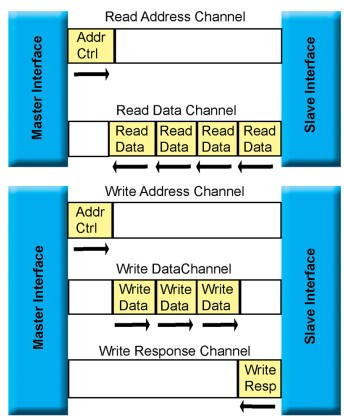 Read Address Channel
Master Interface
Addr
Ctrl
Slave Interface
Read Data Channel
Read Read Read Read
Data Data Data Data
Write Address Channel
Master Interface
Addr
Ctrl
Slave Interface
Write DataChannel
Write Write Write
Data Data Data
Write Response Channel
Write
Resp